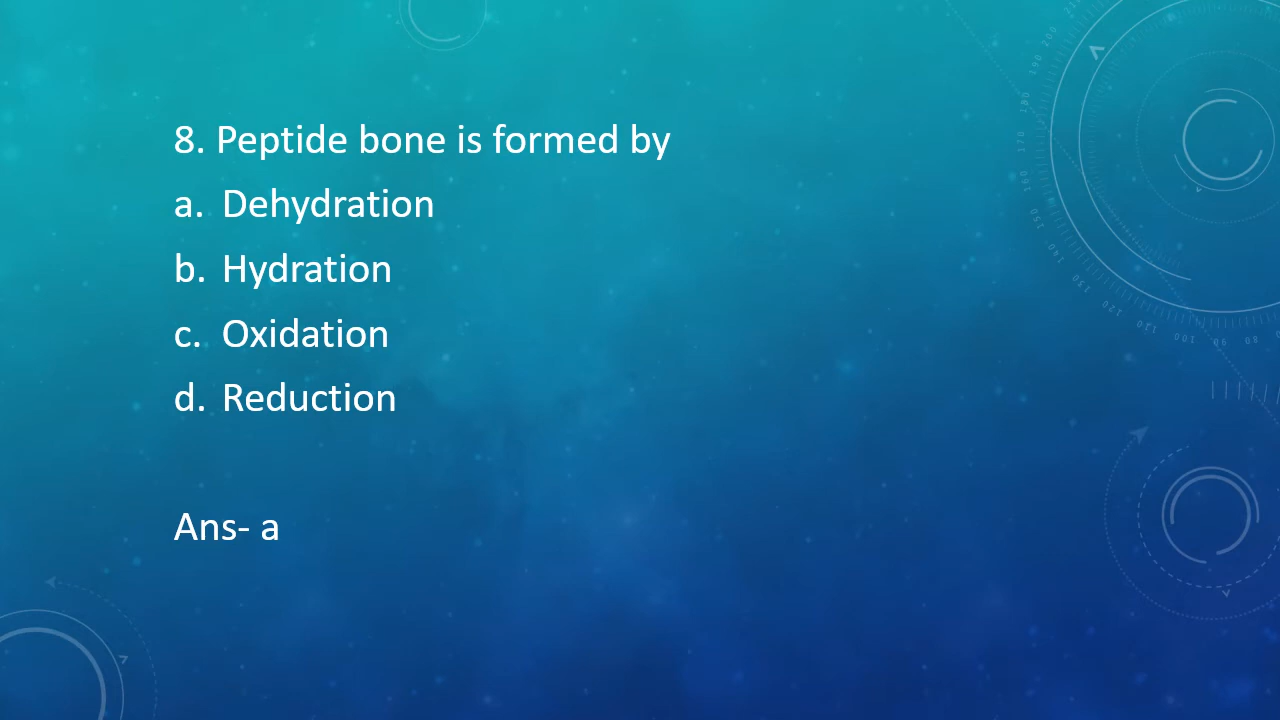 8. Peptide bone is formed by
a. Dehydration
b. Hydration
c. Oxidation
d. Reduction
Ans- a